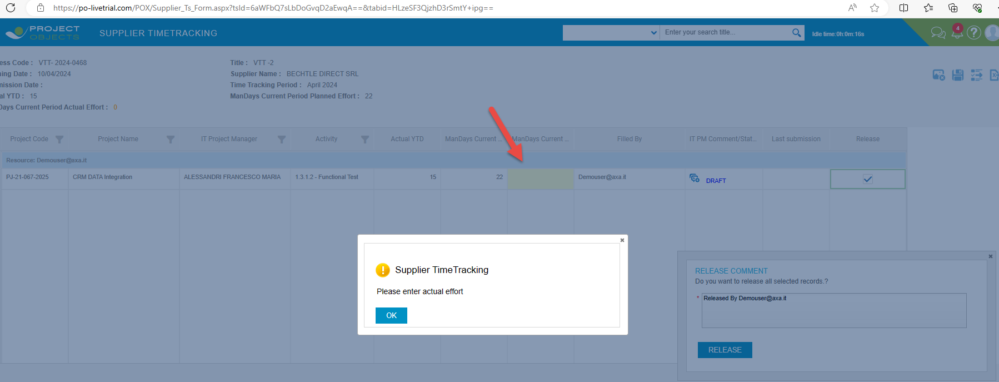 https://po-livetrial.com/POX/Supplier_Ts_Form.aspx?tsId=6aWFbQ7sLbDoGvqD2aEwqA==&tabid=HLzeSF3QjzhD3rSmtY+ipg==
PROJECT
OBJECTS
SUPPLIER TIMETRACKING
Enter your search title...
Idle time:0h:0m:16s
4
ess Code : VTT- 2024-0468
Title : VTT -2
ing Date : 10/04/2024
Supplier Name : BECHTLE DIRECT SRL
mission Date :
Time Tracking Period : April 2024
al YTD : 15
ManDays Current Period Planned Effort : 22
Days Current Period Actual Effort : 0
Project Code
Project Name
IT Project Manager
Activity
Actual YTD
ManDays Current ...
ManDays Current ...
Filled By
IT PM Comment/Stat...
Last submission
Release
Resource: Demouser@axa.it
PJ-21-067-2025
CRM DATA Integration
ALESSANDRI FRANCESCO MARIA
1.3.1.2 - Functional Test
15
22
Demouser@axa.it
DRAFT
Supplier TimeTracking
Please enter actual effort
OK
RELEASE COMMENT
Do you want to release all selected records.?
* Released By Demouser@axa.it
RELEASE